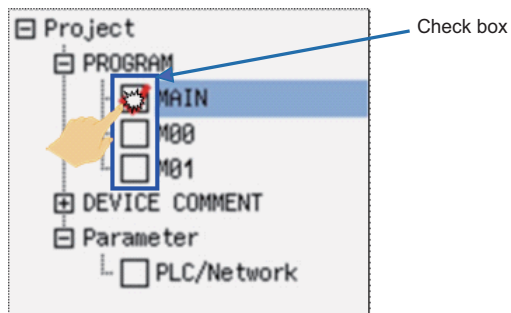 Project
Check box
PROGRAM
MAIN
M00
M01
DEVICE COMMENT
Parameter
PLC/Network